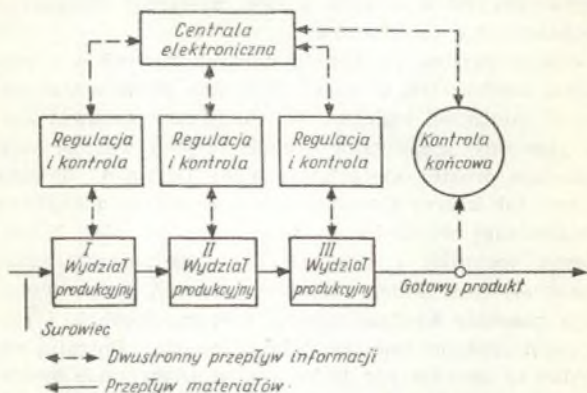 Centrala
elektroniczna
Regulacja
i kontrola
Regulacja
i kontrola
Regulacja
i kontrola
Kontrola
końcowa
I
Wydział
produkcyjny
II
Wydział
produkcyjny
III
Wydział
produkcyjny
Gotowy produkt
Surowiec
Dwustronny przepływ informacji
Przepływ materiałów